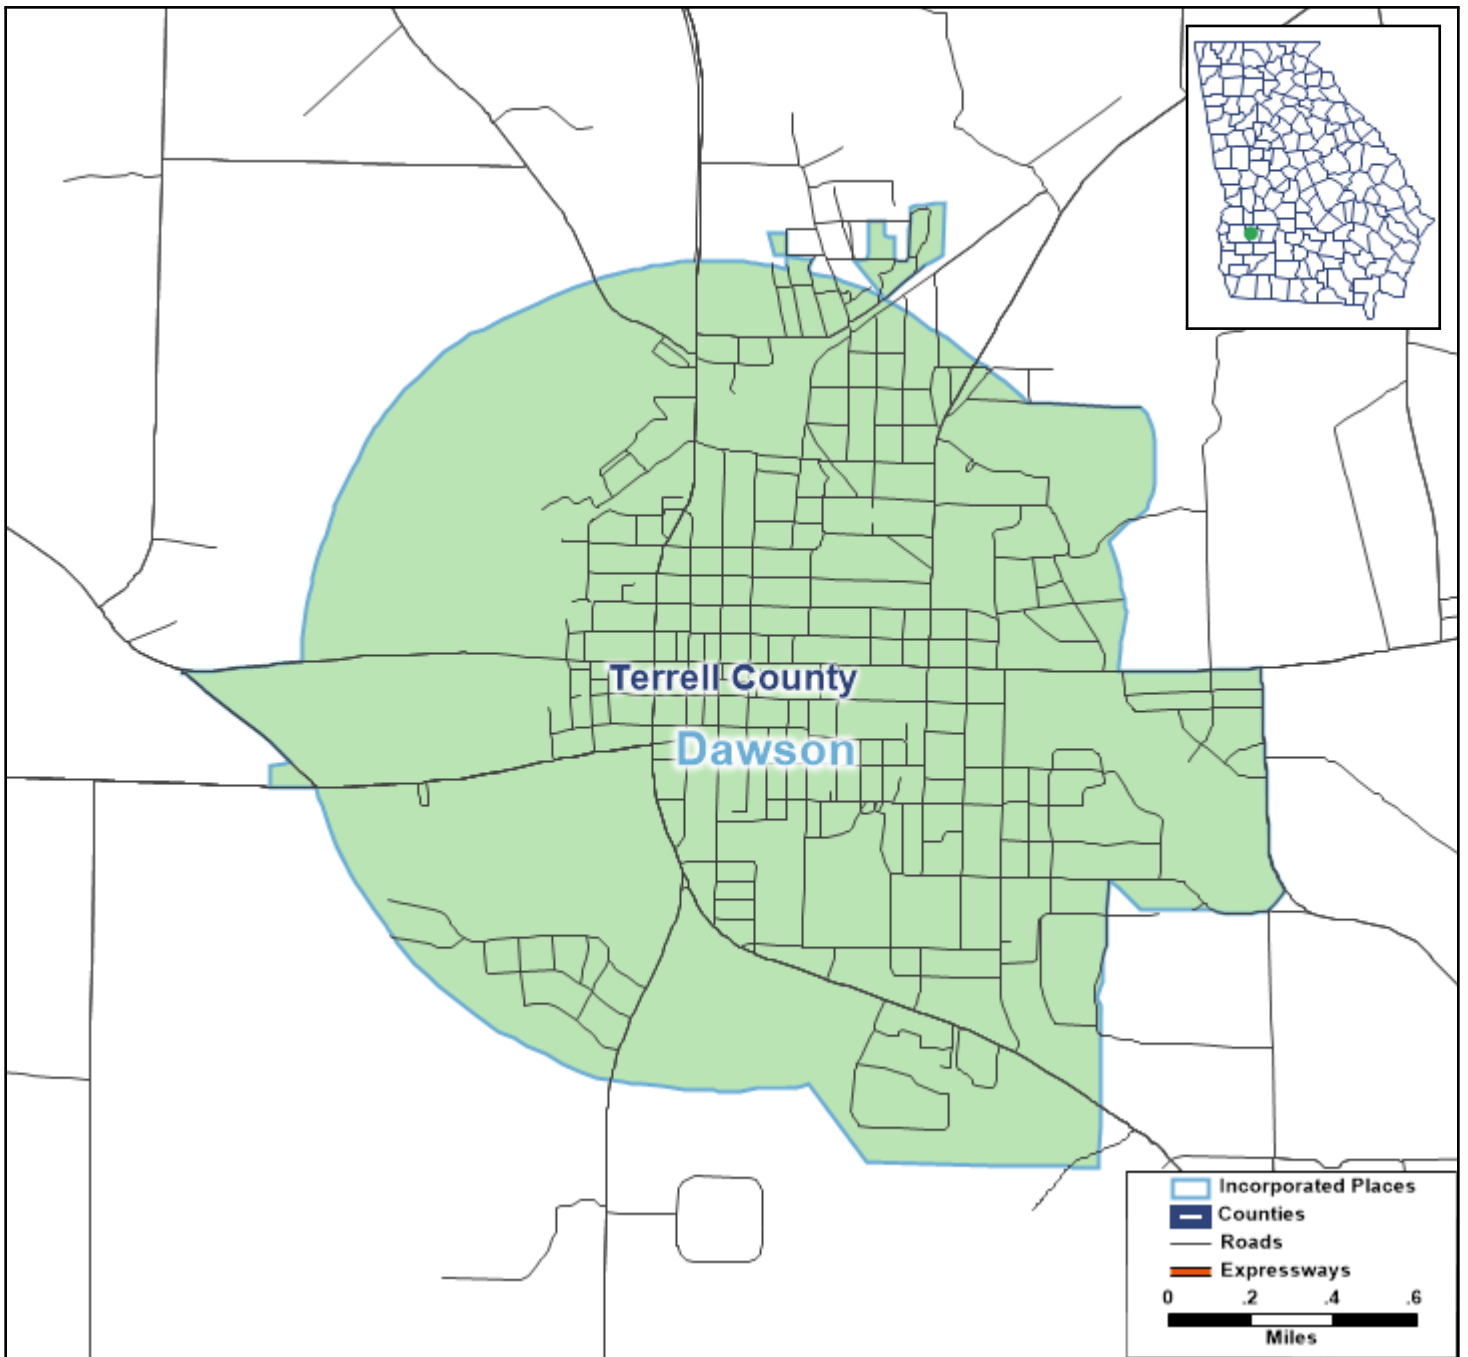 Terrell County
Dawson
Incorporated Places
Counties
Roads
Expressways
0 .2 .4 .6
Miles